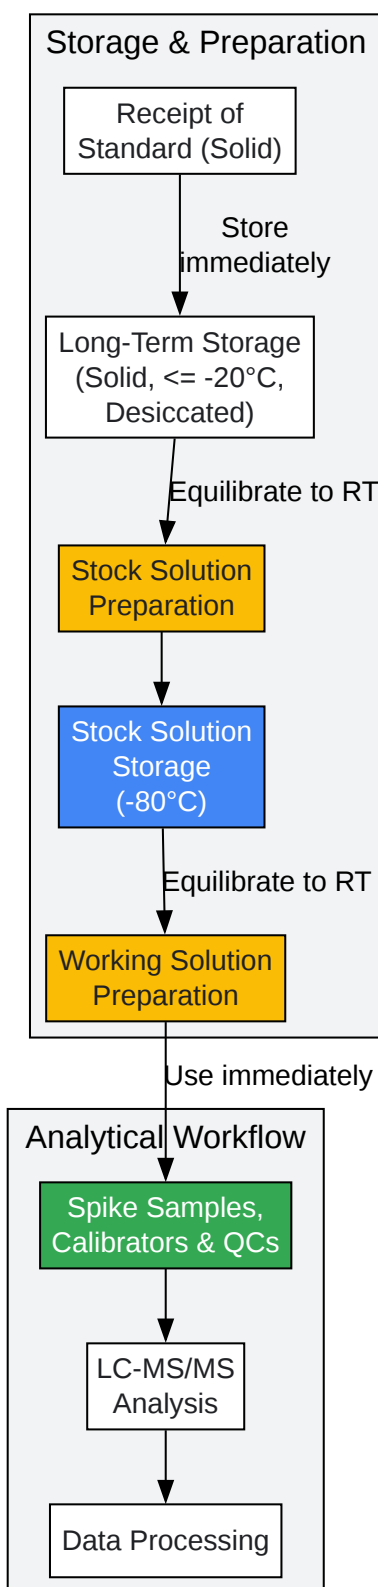 Storage & Preparation
Receipt of
Standard (Solid)
Store
immediately
Long-Term Storage
(Solid, <= -20°C,
Desiccated)
Equilibrate to RT
Stock Solution
Preparation
Stock Solution
Storage
(-80°C)
Equilibrate to RT
Working Solution
Preparation
Use immediately
Analytical Workflow
Spike Samples,
Calibrators & QCs
LC-MS/MS
Analysis
Data Processing